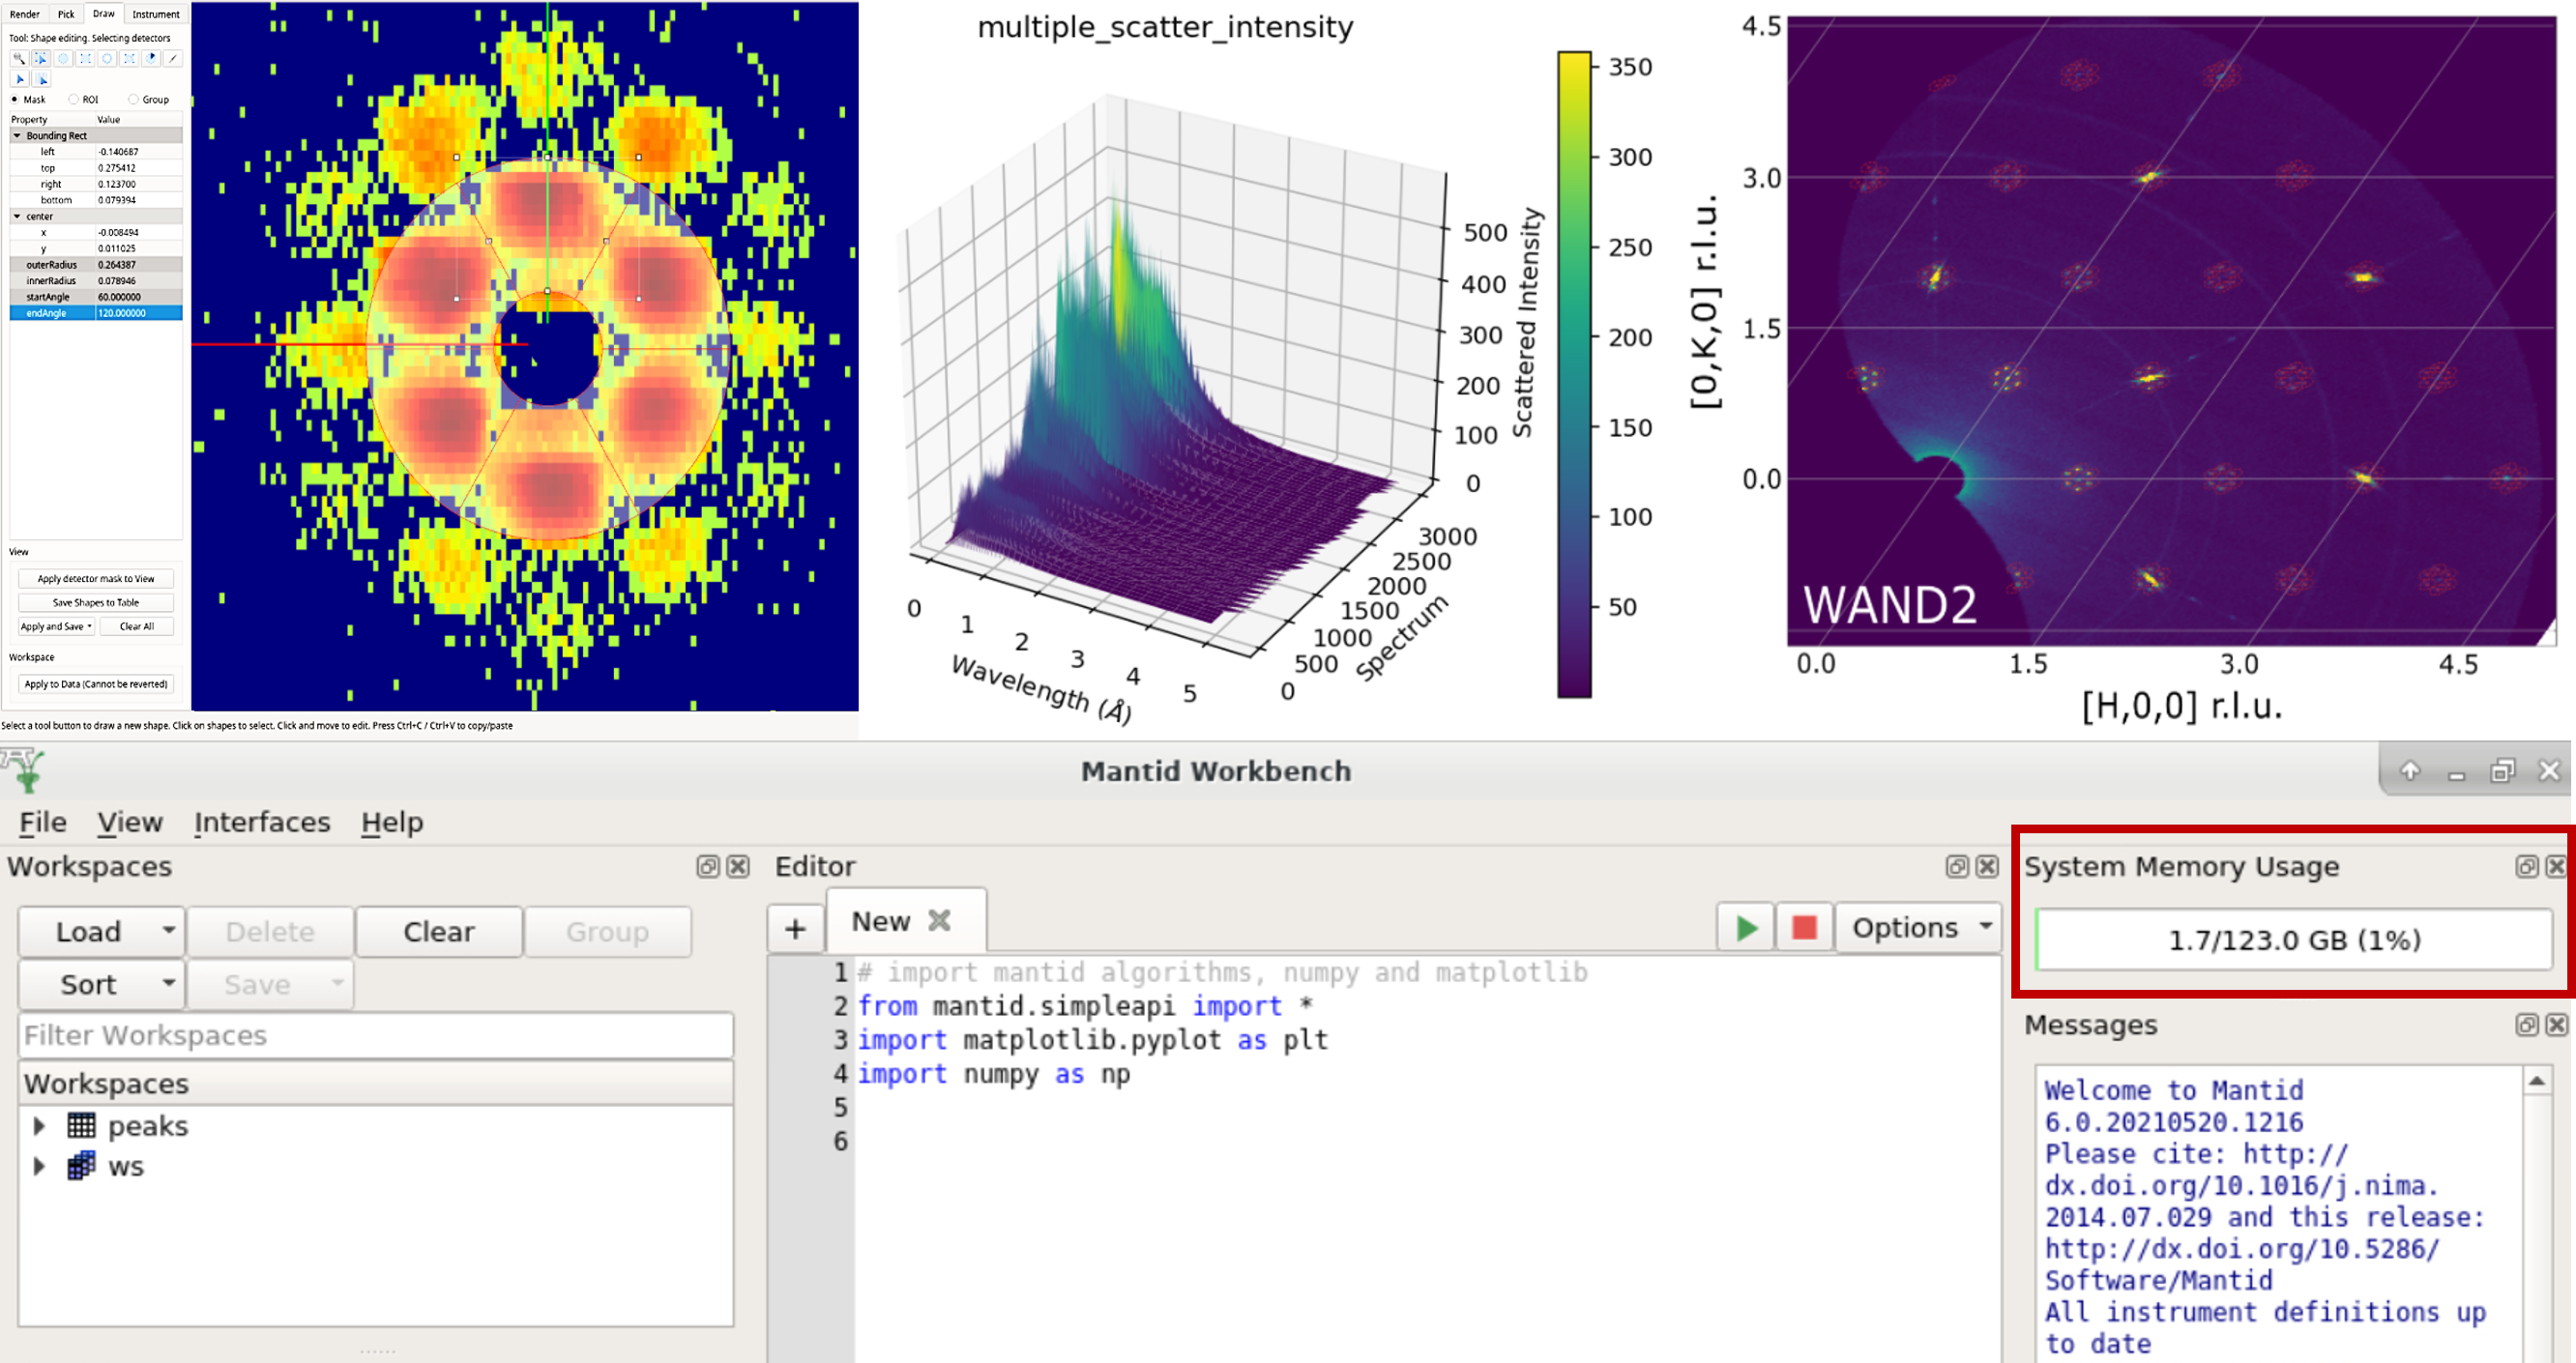 Render Pick Draw Instrument
Tool: Shape editing. Selecting detectors
Mask ROI Group
Property Value
Bounding Rect
left -0.140687
top 0.275412
right 0.123700
bottom 0.079394
center
x -0.008494
y 0.011025
outerRadius 0.264387
innerRadius 0.078946
startAngle 60.000000
endAngle 120.000000
View
Apply detector mask to View
Save Shapes to Table
Apply and Save Clear All
Workspace
Apply to Data (Cannot be reverted)
Select a tool button to draw a new shape. Click on shapes to select. Click and move to edit. Press Ctrl+C / Ctrl+V to copy/paste
multiple_scatter_intensity
500
400
300
200
100
0
Scattered Intensity
0 1 2 3 4 5
Wavelength (Å)
0 500 1000 1500 2000 2500 3000
Spectrum
350
300
250
200
150
100
50
4.5
3.0
1.5
0.0
[0,K,0] r.l.u.
WAND2
0.0 1.5 3.0 4.5
[H,0,0] r.l.u.
Mantid Workbench
File View Interfaces Help
Workspaces
Load Delete Clear Group
Sort Save
Filter Workspaces
Workspaces
peaks
ws
Editor
+ New
Options
1 # import mantid algorithms, numpy and matplotlib
2 from mantid.simpleapi import *
3 import matplotlib.pyplot as plt
4 import numpy as np
5
6
System Memory Usage
1.7/123.0 GB (1%)
Messages
Welcome to Mantid
6.0.20210520.1216
Please cite: http://
dx.doi.org/10.1016/j.nima.
2014.07.029 and this release:
http://dx.doi.org/10.5286/
Software/Mantid
All instrument definitions up
to date